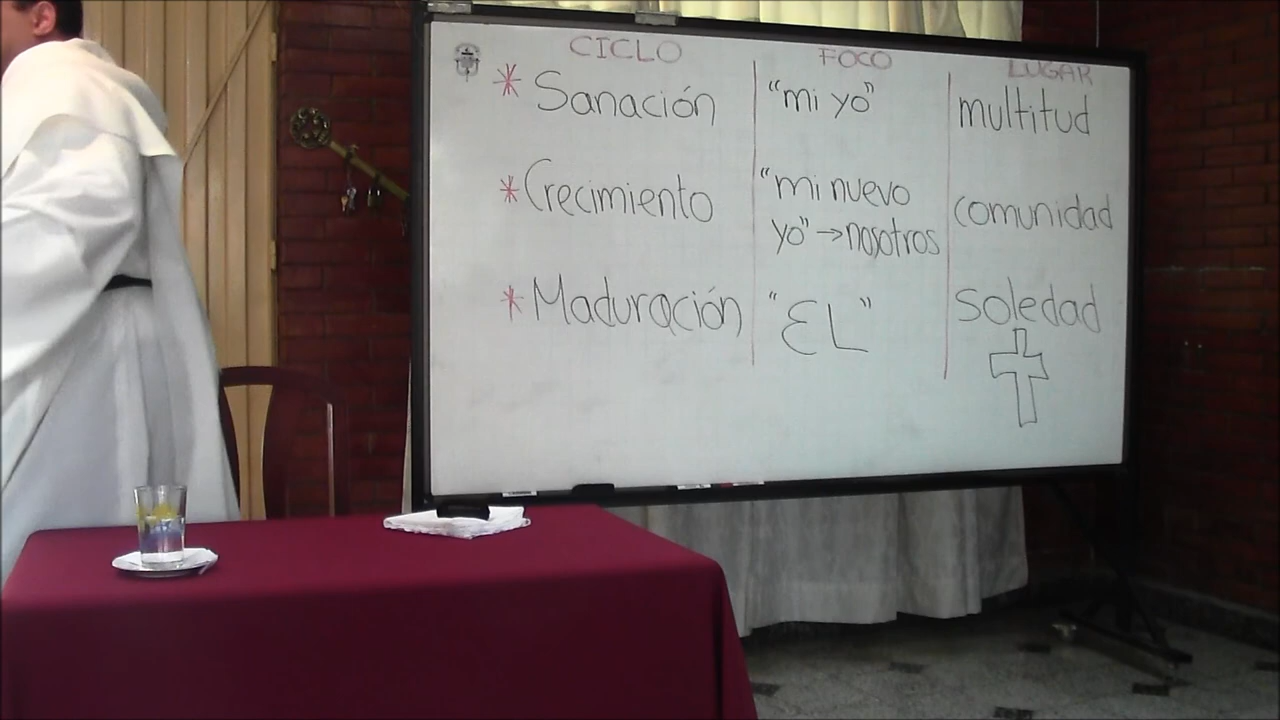 CICLO FOCO LUGAR
* Sanación "mi yo" multitud
* Crecimiento "mi nuevo yo" → nosotros comunidad
* Maduración "EL" soledad